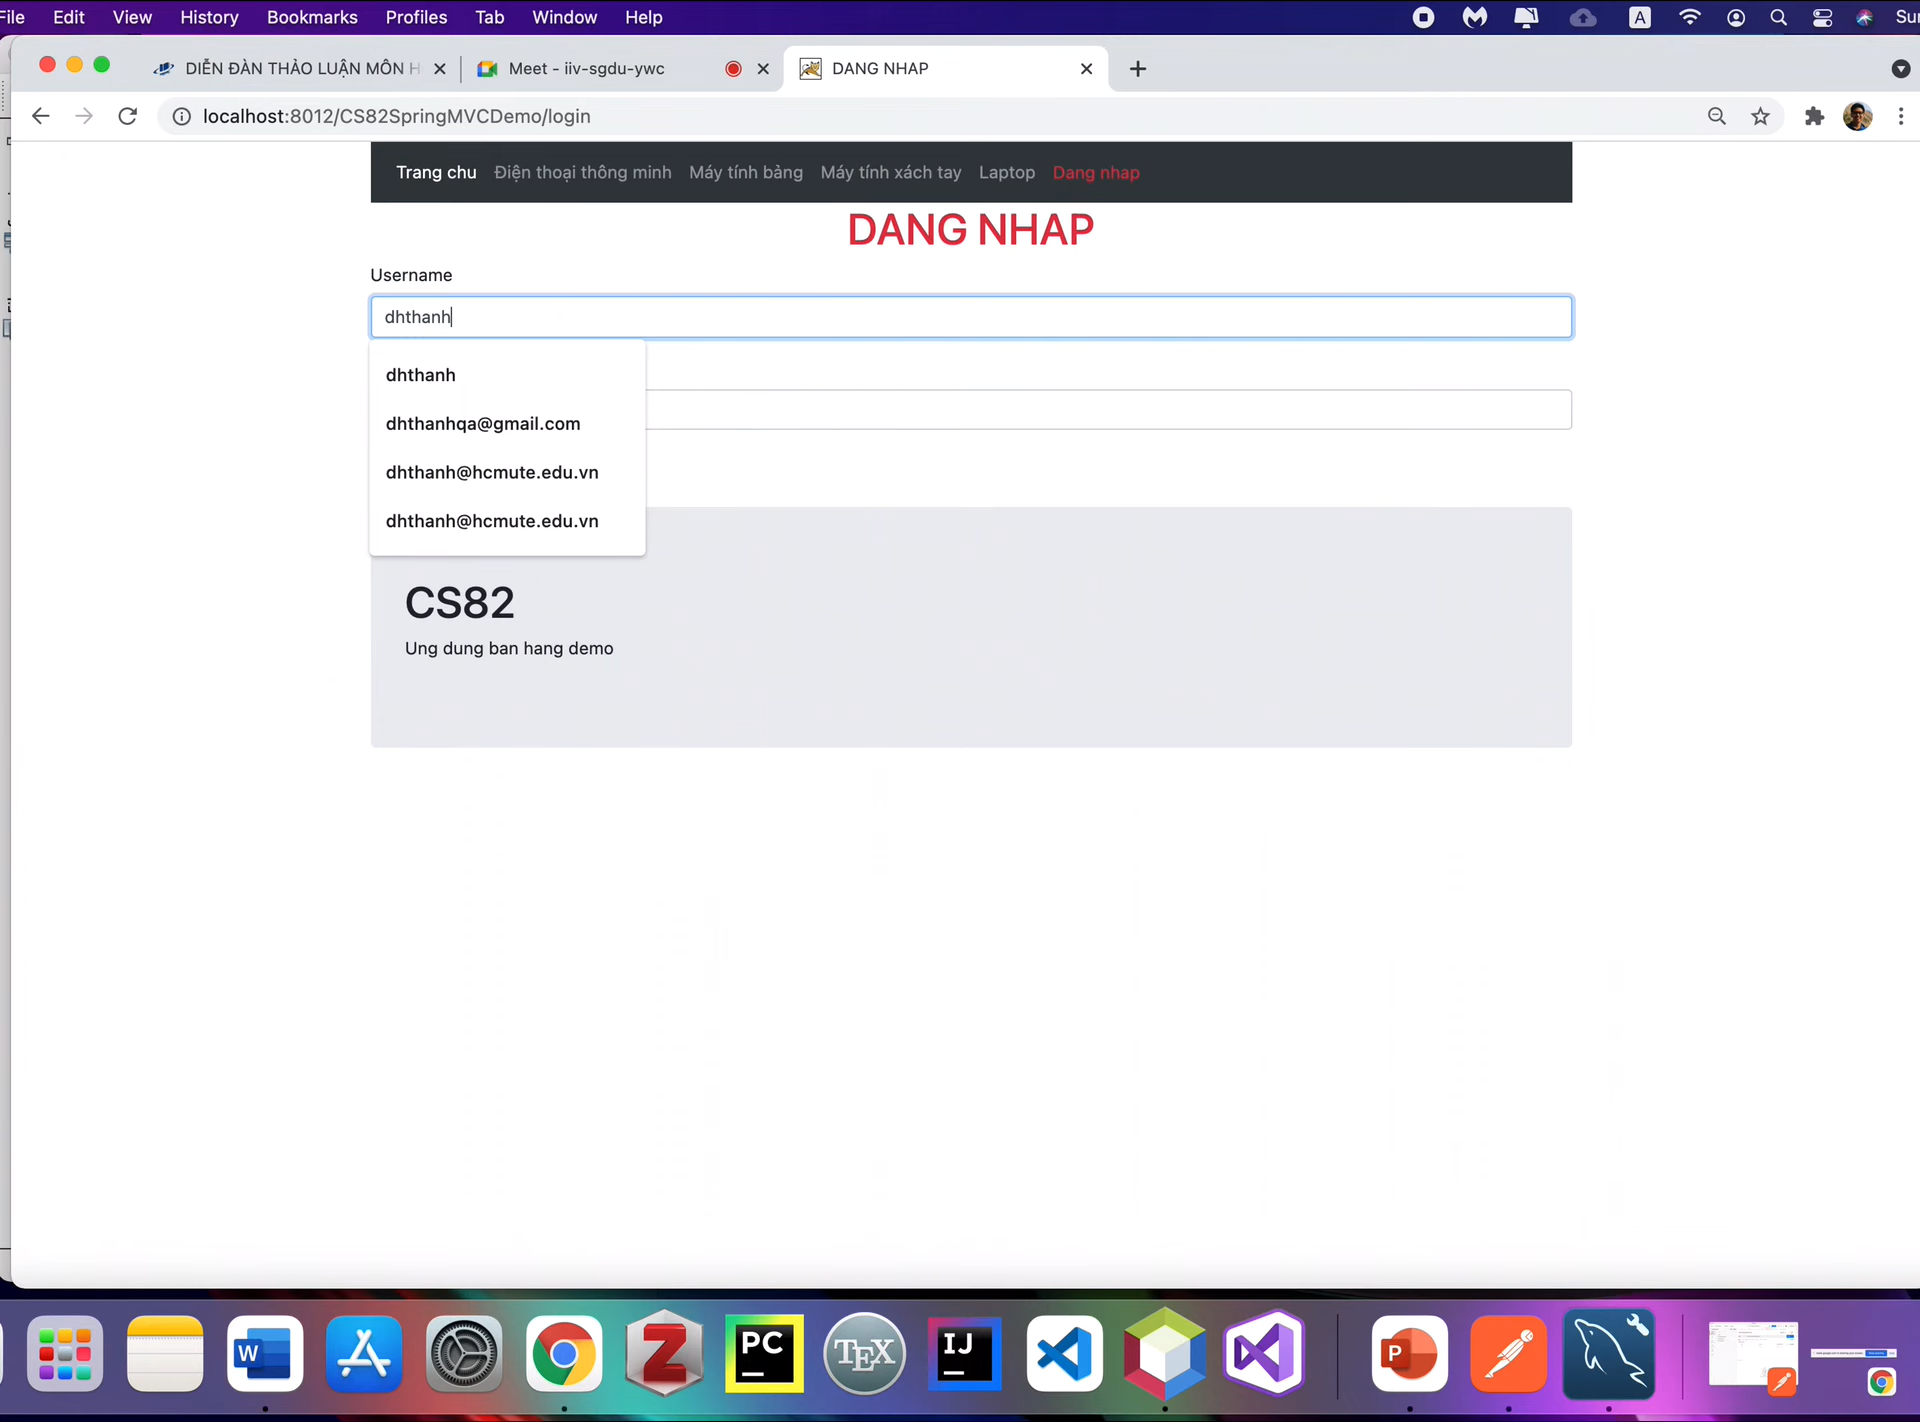 File Edit View History Bookmarks Profiles Tab Window Help
DIỄN ĐÀN THẢO LUẬN MÔN H
Meet - iiv-sgdu-ywc
DANG NHAP
localhost:8012/CS82SpringMVCDemo/login
Trang chu Điện thoại thông minh Máy tính bảng Máy tính xách tay Laptop Dang nhap
DANG NHAP
Username
dhthanh
dhthanh
dhthanhqa@gmail.com
dhthanh@hcmute.edu.vn
dhthanh@hcmute.edu.vn
CS82
Ung dung ban hang demo
W Z PC TEX IJ P